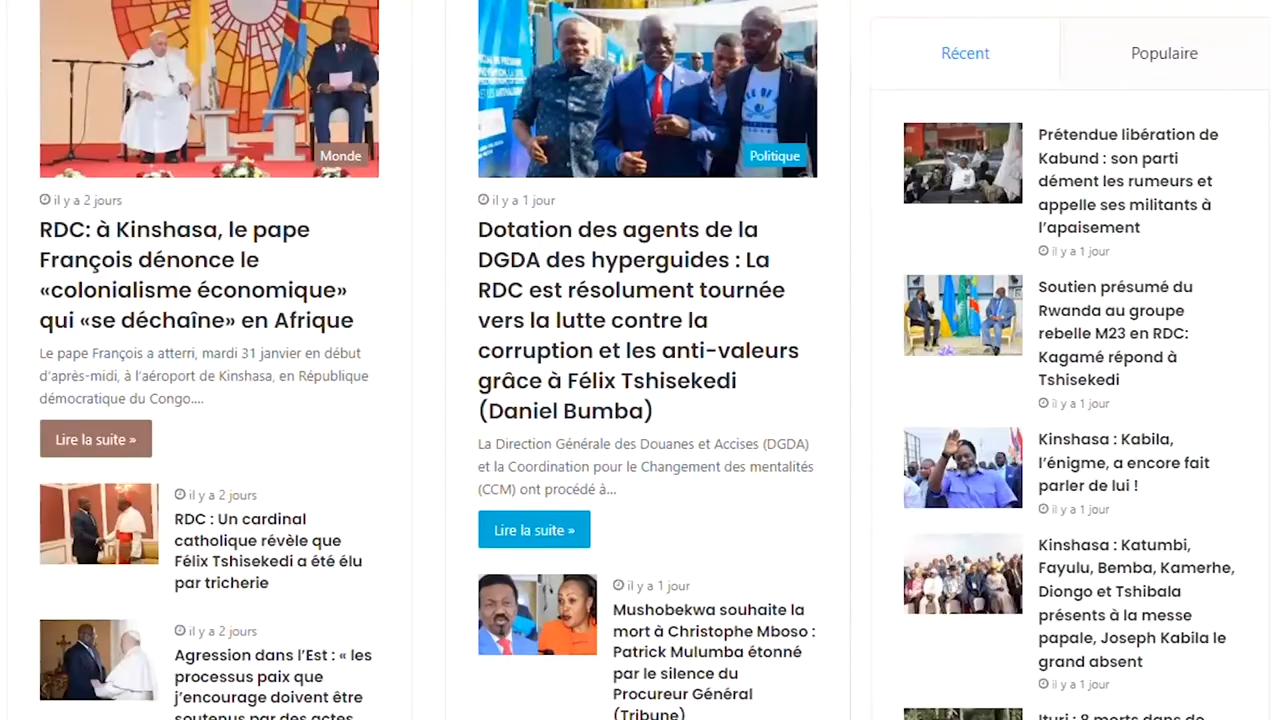 Monde
il y a 2 jours
RDC: à Kinshasa, le pape
François dénonce le
«colonialisme économique»
qui «se déchaîne» en Afrique
Le pape François a atterri, mardi 31 janvier en début
d'après-midi, à l'aéroport de Kinshasa, en République
démocratique du Congo....
Lire la suite »
il y a 2 jours
RDC : Un cardinal
catholique révèle que
Félix Tshisekedi a été élu
par tricherie
il y a 2 jours
Agression dans l'Est : « les
processus paix que
j'encourage doivent être
soutenus par des actes
Politique
il y a 1 jour
Dotation des agents de la
DGDA des hyperguides : La
RDC est résolument tournée
vers la lutte contre la
corruption et les anti-valeurs
grâce à Félix Tshisekedi
(Daniel Bumba)
La Direction Générale des Douanes et Accises (DGDA)
et la Coordination pour le Changement des mentalités
(CCM) ont procédé à...
Lire la suite »
il y a 1 jour
Mushobekwa souhaite la
mort à Christophe Mboso :
Patrick Mulumba étonné
par le silence du
Procureur Général
(Tribune)
Récent
Populaire
Prétendue libération de
Kabund : son parti
dément les rumeurs et
appelle ses militants à
l'apaisement
il y a 1 jour
Soutien présumé du
Rwanda au groupe
rebelle M23 en RDC:
Kagamé répond à
Tshisekedi
il y a 1 jour
Kinshasa : Kabila,
l'énigme, a encore fait
parler de lui !
il y a 1 jour
Kinshasa : Katumbi,
Fayulu, Bemba, Kamerhe,
Diongo et Tshibala
présents à la messe
papale, Joseph Kabila le
grand absent
il y a 1 jour
Ituri : 8 morts dans de